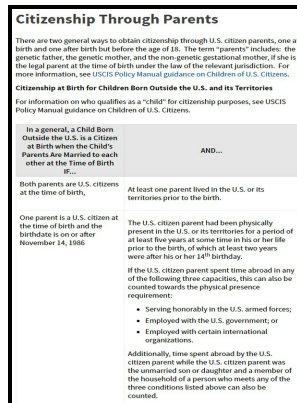 Citizenship Through Parents
There are two general ways to obtain citizenship through U.S. citizen parents, one at
birth and one after birth but before the age of 18. The term "parents" includes: the
genetic father, the genetic mother, and the non-genetic gestational mother, if she is
the legal parent at the time of birth under the law of the relevant jurisdiction. For
more information, see USCIS Policy Manual guidance on Children of U.S. Citizens.
Citizenship at Birth for Children Born Outside the U.S. and its Territories
For information on who qualifies as a "child" for citizenship purposes, see USCIS
Policy Manual guidance on Children of U.S. Citizens.
In a general, a Child Born
Outside the U.S. is a Citizen
at Birth when the Child's
Parents Are Married to each
other at the Time of Birth
IF...
AND...
Both parents are U.S. citizens
at the time of birth,
At least one parent lived in the U.S. or its
territories prior to the birth.
One parent is a U.S. citizen at
the time of birth and the
birthdate is on or after
November 14, 1986
The U.S. citizen parent had been physically
present in the U.S. or its territories for a period of
at least five years at some time in his or her life
prior to the birth, of which at least two years
were after his or her 14th birthday.
If the U.S. citizen parent spent time abroad in any
of the following three capacities, this can also be
counted towards the physical presence
requirement:
• Serving honorably in the U.S. armed forces;
• Employed with the U.S. government; or
• Employed with certain international
organizations.
Additionally, time spent abroad by the U.S.
citizen parent while the U.S. citizen parent was
the unmarried son or daughter and a member of
the household of a person who meets any of the
three conditions listed above can also be
counted.